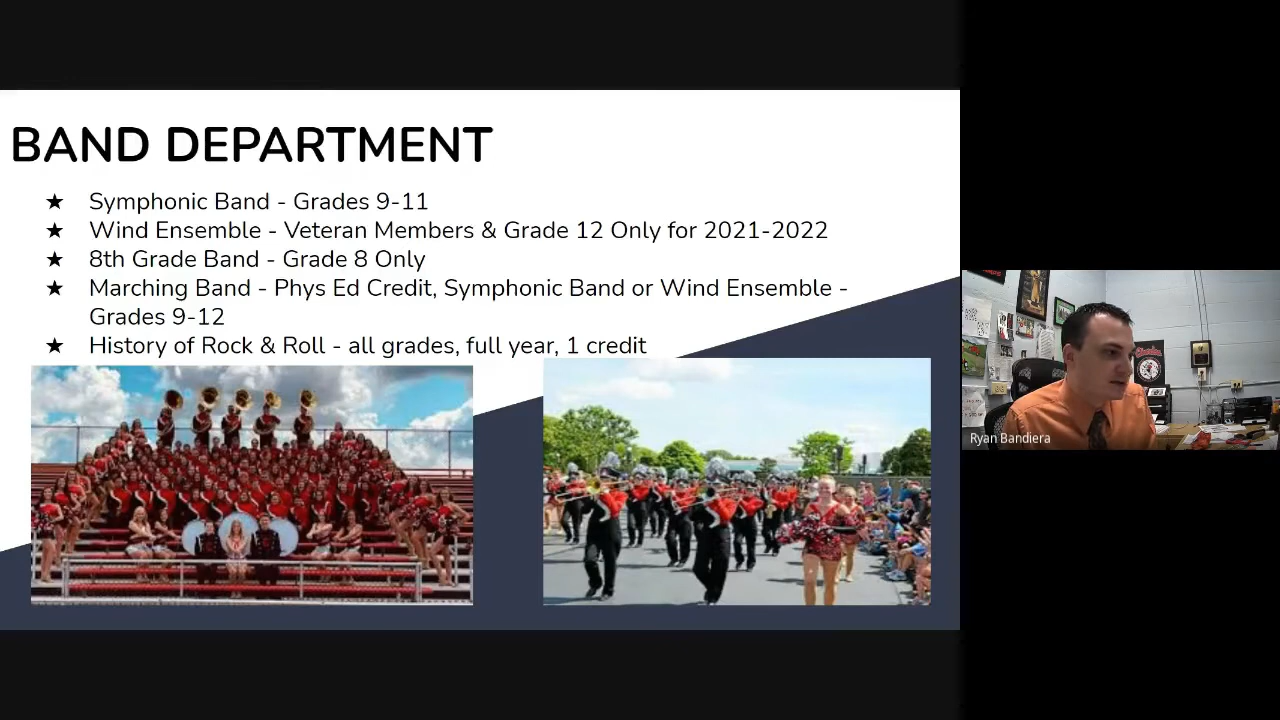 BAND DEPARTMENT
★ Symphonic Band - Grades 9-11
★ Wind Ensemble - Veteran Members & Grade 12 Only for 2021-2022
★ 8th Grade Band - Grade 8 Only
★ Marching Band - Phys Ed Credit, Symphonic Band or Wind Ensemble -
Grades 9-12
★ History of Rock & Roll - all grades, full year, 1 credit
Ryan Bandiera